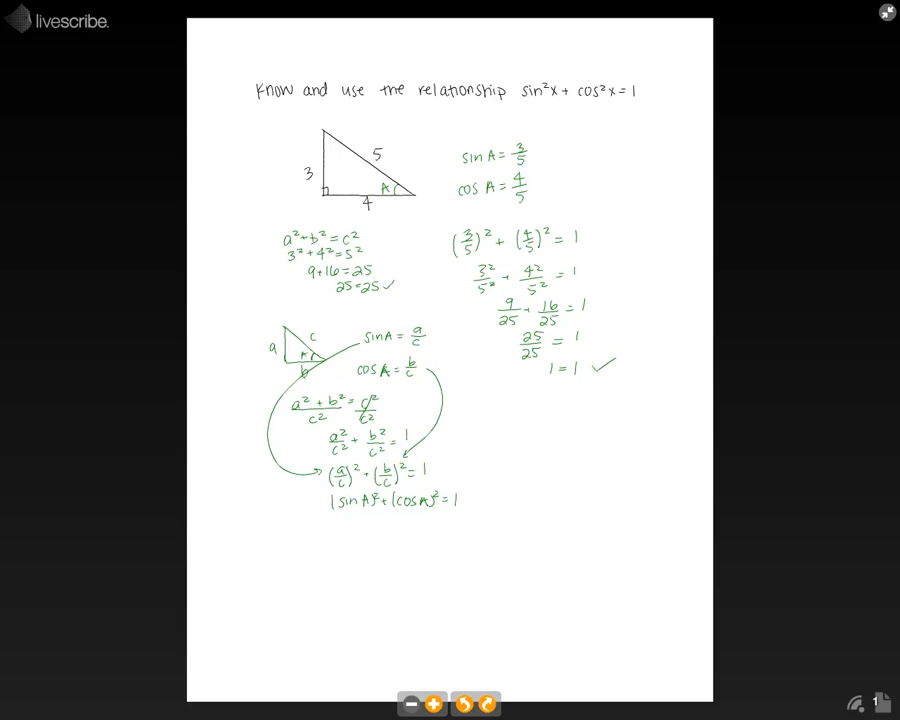 livescribe.
Know and use the relationship sin²x + cos²x = 1
3
5
A
4
sin A = 3/5
cos A = 4/5
a² + b² = c²
3² + 4² = 5²
9 + 16 = 25
25 = 25 ✓
(3/5)² + (4/5)² = 1
3²/5² + 4²/5² = 1
9/25 + 16/25 = 1
25/25 = 1
1 = 1 ✓
a
c
A
b
sin A = a/c
cos A = b/c
a² + b²/c² = c²/c²
a²/c² + b²/c² = 1
(a/c)² + (b/c)² = 1
(sin A)² + (cos A)² = 1
1